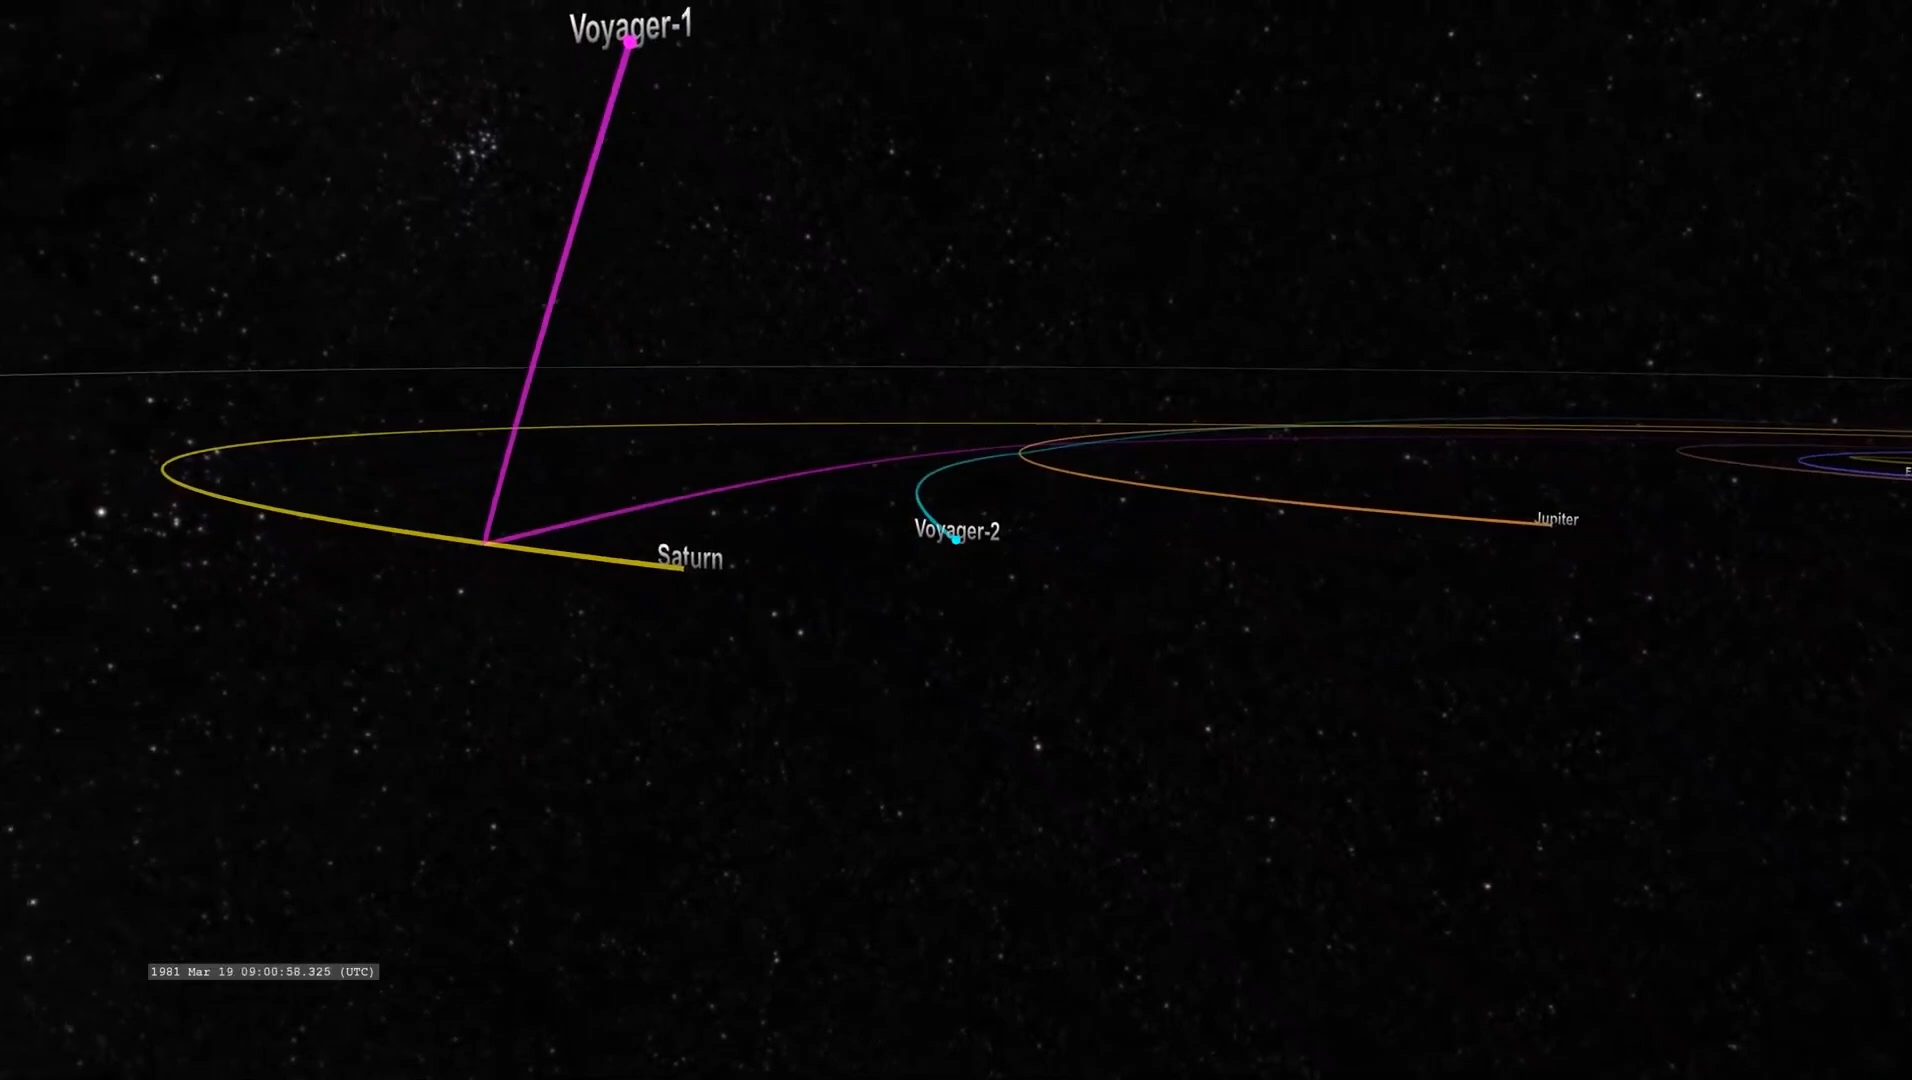 Voyager-1
Voyager-2
Saturn
Jupiter
E
1981 Mar 19 09:00:58.325 (UTC)